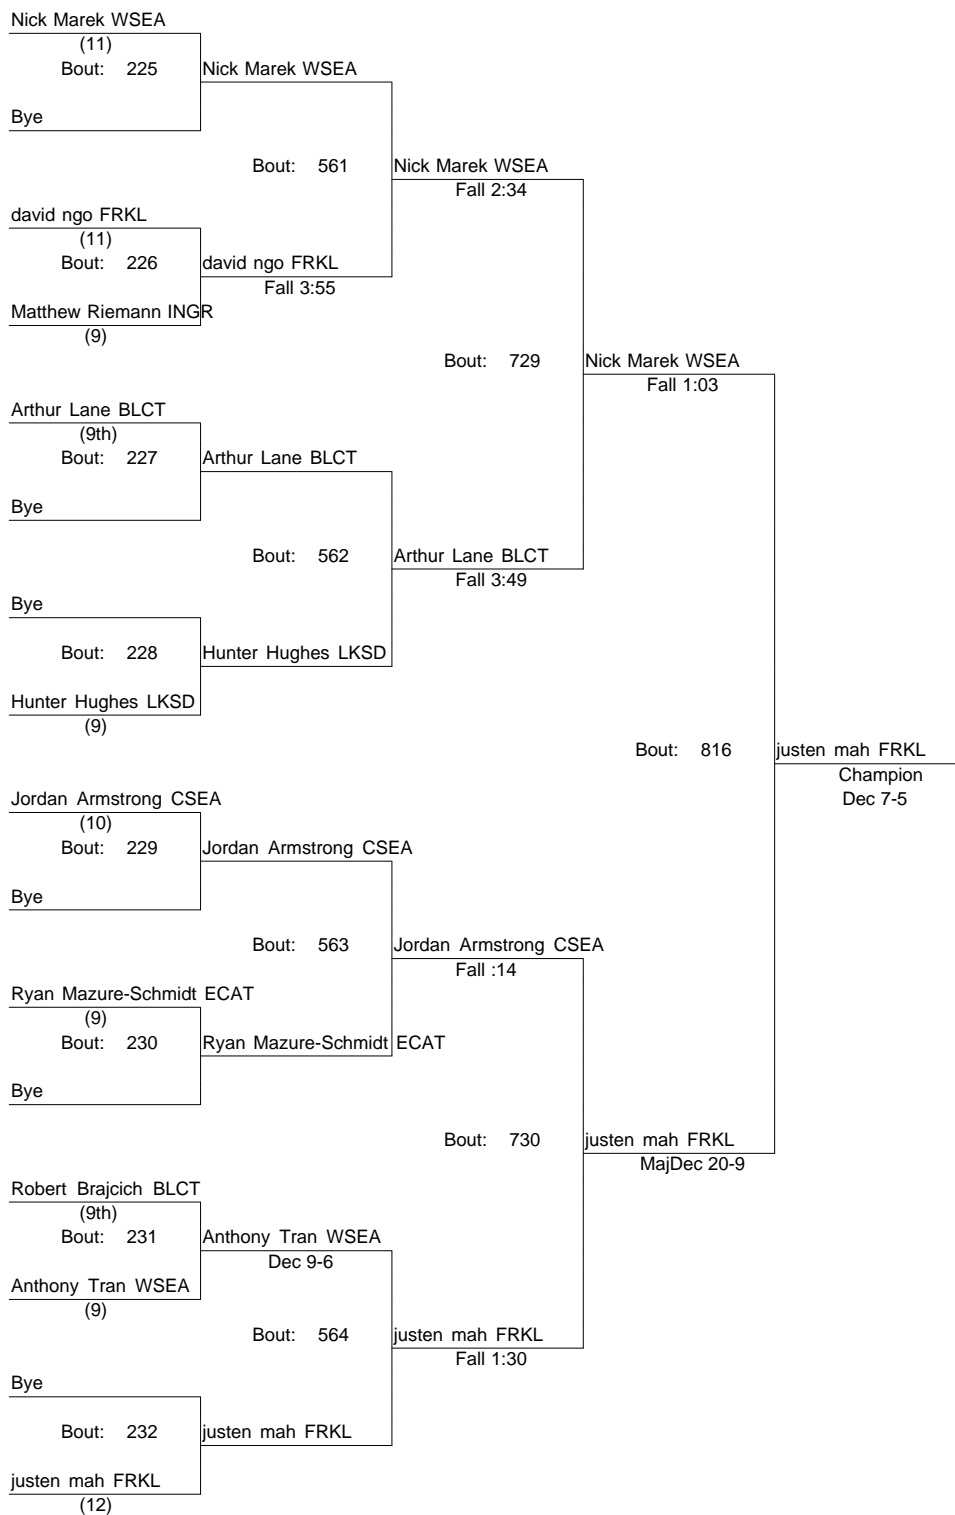 Nick Marek WSEA
(11)
Bout: 225 Nick Marek WSEA
Bye
Bout: 561 Nick Marek WSEA
Fall 2:34
david ngo FRKL
(11)
Bout: 226 david ngo FRKL
Fall 3:55
Matthew Riemann INGR
(9)
Bout: 729 Nick Marek WSEA
Fall 1:03
Arthur Lane BLCT
(9th)
Bout: 227 Arthur Lane BLCT
Bye
Bout: 562 Arthur Lane BLCT
Fall 3:49
Bye
Bout: 228 Hunter Hughes LKSD
Hunter Hughes LKSD
(9)
Bout: 816 justen mah FRKL
Champion
Dec 7-5
Jordan Armstrong CSEA
(10)
Bout: 229 Jordan Armstrong CSEA
Bye
Bout: 563 Jordan Armstrong CSEA
Fall :14
Ryan Mazure-Schmidt ECAT
(9)
Bout: 230 Ryan Mazure-Schmidt ECAT
Bye
Bout: 730 justen mah FRKL
MajDec 20-9
Robert Brajcich BLCT
(9th)
Bout: 231 Anthony Tran WSEA
Dec 9-6
Anthony Tran WSEA
(9)
Bout: 564 justen mah FRKL
Fall 1:30
Bye
Bout: 232 justen mah FRKL
justen mah FRKL
(12)